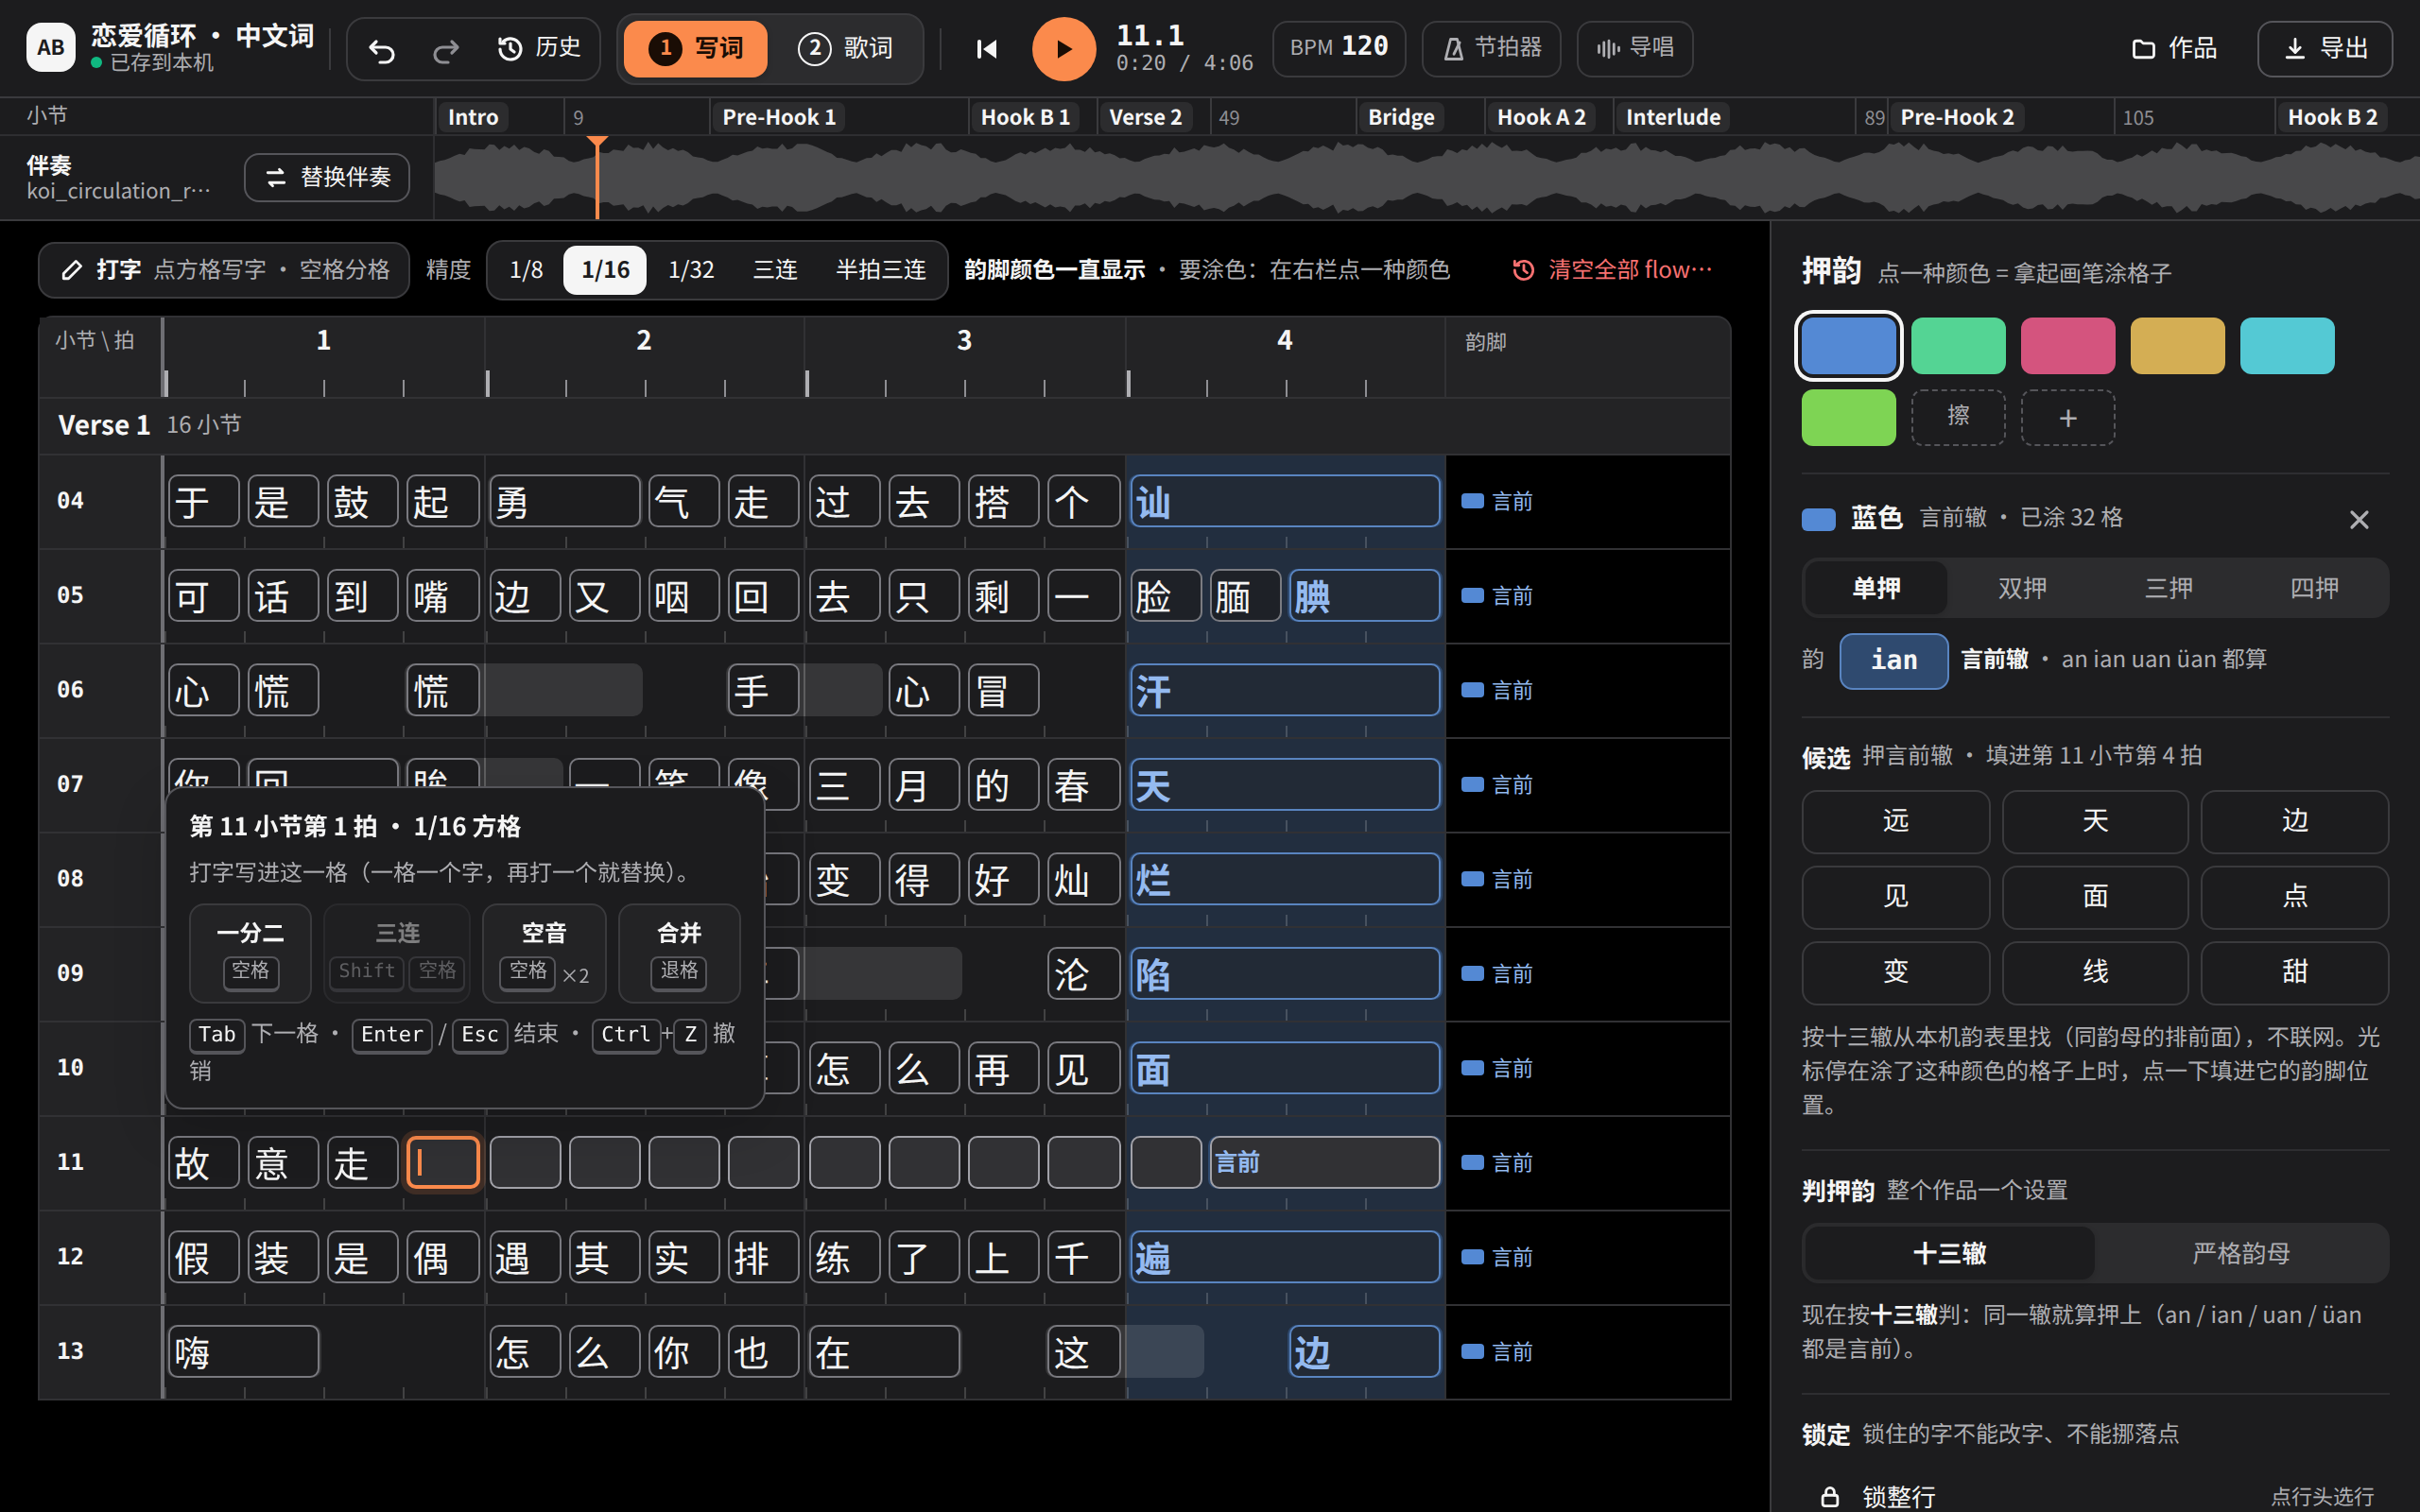 AB
恋爱循环 · 中文词
已存到本机
历史
1 写词
2 歌词
11.1
0:20 / 4:06
BPM 120
节拍器
导唱
作品
导出
小节
Intro
9
Pre-Hook 1
Hook B 1
Verse 2
49
Bridge
Hook A 2
Interlude
89
Pre-Hook 2
105
Hook B 2
伴奏
koi_circulation_r…
替换伴奏
打字 点方格写字 · 空格分格
精度
1/8
1/16
1/32
三连
半拍三连
韵脚颜色一直显示 · 要涂色：在右栏点一种颜色
清空全部 flow…
小节 \ 拍
1
2
3
4
韵脚
Verse 1 16 小节
04 于 是 鼓 起 勇 气 走 过 去 搭 个 讪 言前
05 可 话 到 嘴 边 又 咽 回 去 只 剩 一 脸 腼 腆 言前
06 心 慌 慌 手 心 冒 汗 言前
07 你 回 眸 一 笑 像 三 月 的 春 天 言前
08 变 得 好 灿 烂 言前
09 沦 陷 言前
10 怎 么 再 见 面 言前
第 11 小节第 1 拍 · 1/16 方格
打字写进这一格（一格一个字，再打一个就替换）。
一分二
空格
三连
Shift 空格
空音
空格 ×2
合并
退格
Tab 下一格 · Enter / Esc 结束 · Ctrl+Z 撤
销
11 故 意 走 言前 言前
12 假 装 是 偶 遇 其 实 排 练 了 上 千 遍 言前
13 嗨 怎 么 你 也 在 这 边 言前
押韵 点一种颜色 = 拿起画笔涂格子
擦
+
蓝色 言前辙 · 已涂 32 格
单押
双押
三押
四押
韵 ian 言前辙 · an ian uan üan 都算
候选 押言前辙 · 填进第 11 小节第 4 拍
远 天 边
见 面 点
变 线 甜
按十三辙从本机韵表里找（同韵母的排前面），不联网。光
标停在涂了这种颜色的格子上时，点一下填进它的韵脚位
置。
判押韵 整个作品一个设置
十三辙
严格韵母
现在按十三辙判：同一辙就算押上（an / ian / uan / üan
都是言前）。
锁定 锁住的字不能改字、不能挪落点
锁整行
点行头选行